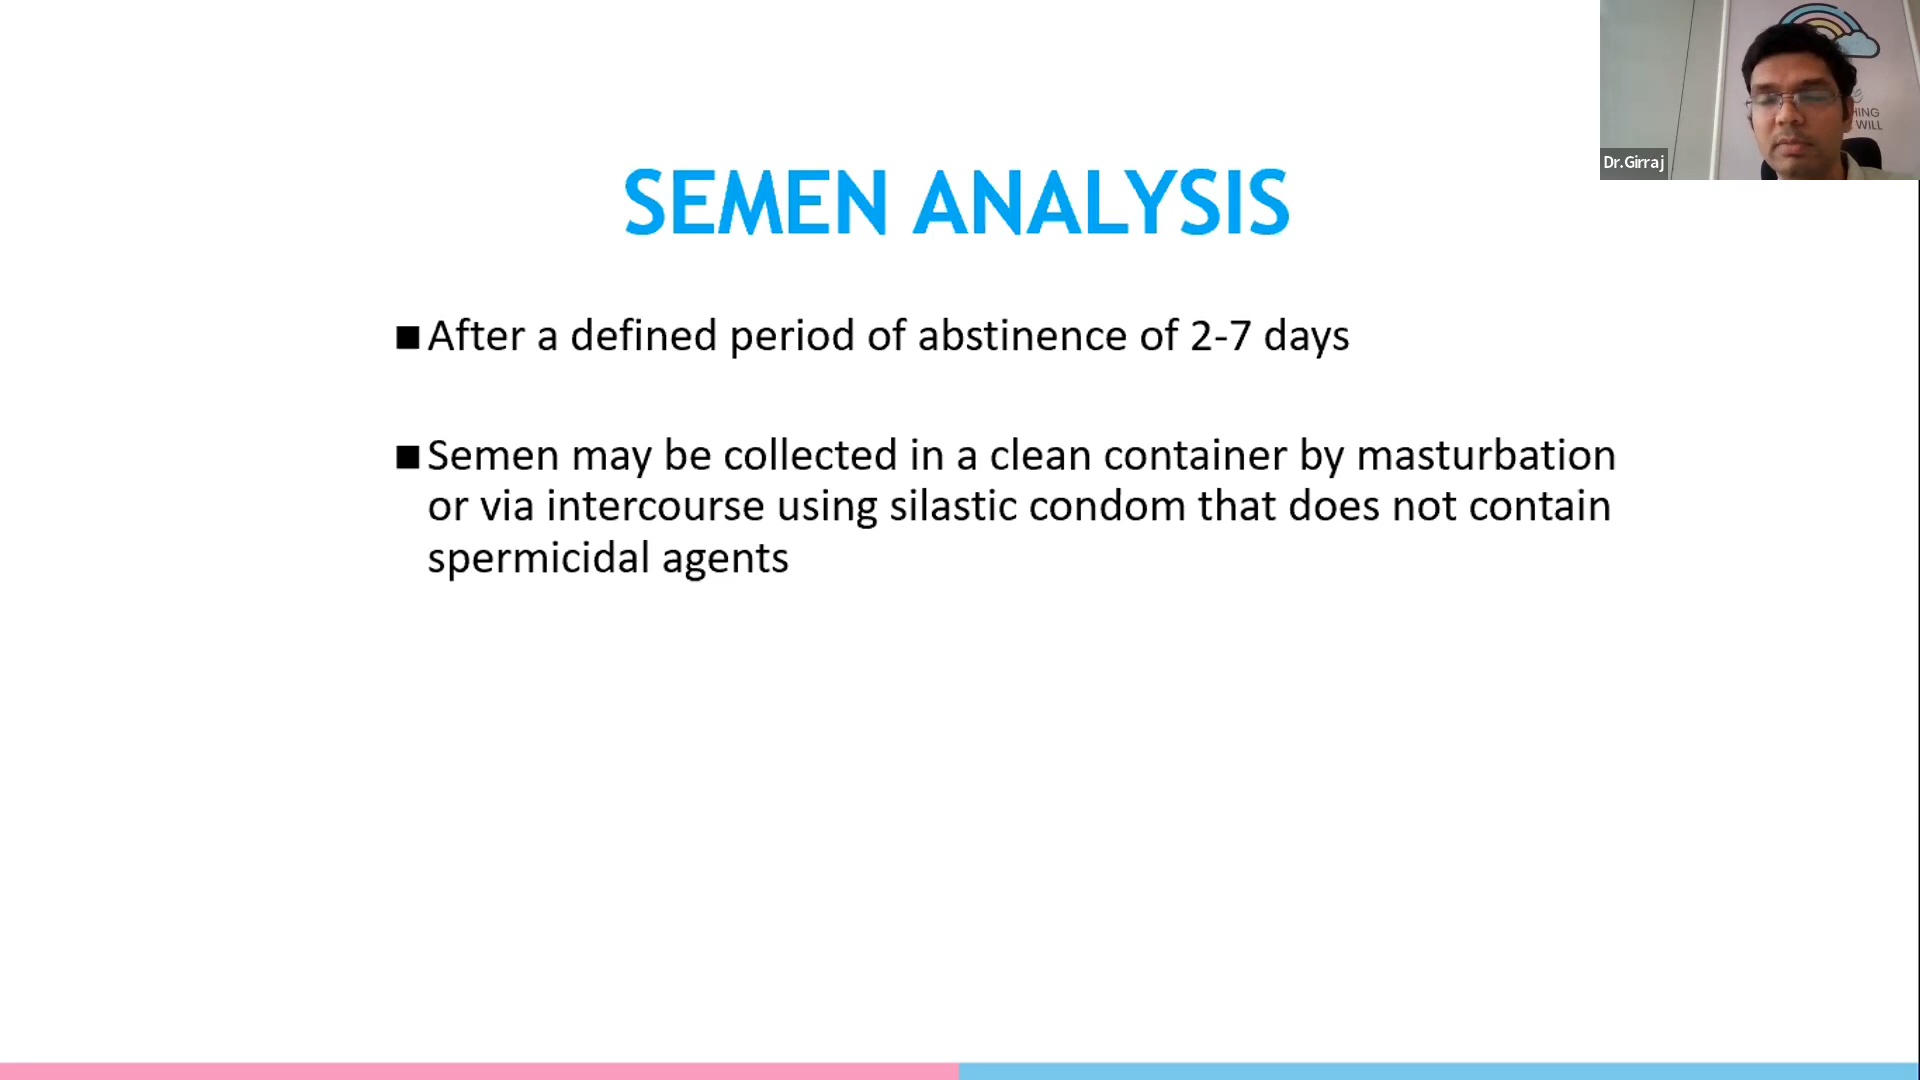 SEMEN ANALYSIS
■After a defined period of abstinence of 2-7 days
■Semen may be collected in a clean container by masturbation
or via intercourse using silastic condom that does not contain
spermicidal agents
Dr.Girraj
WILL